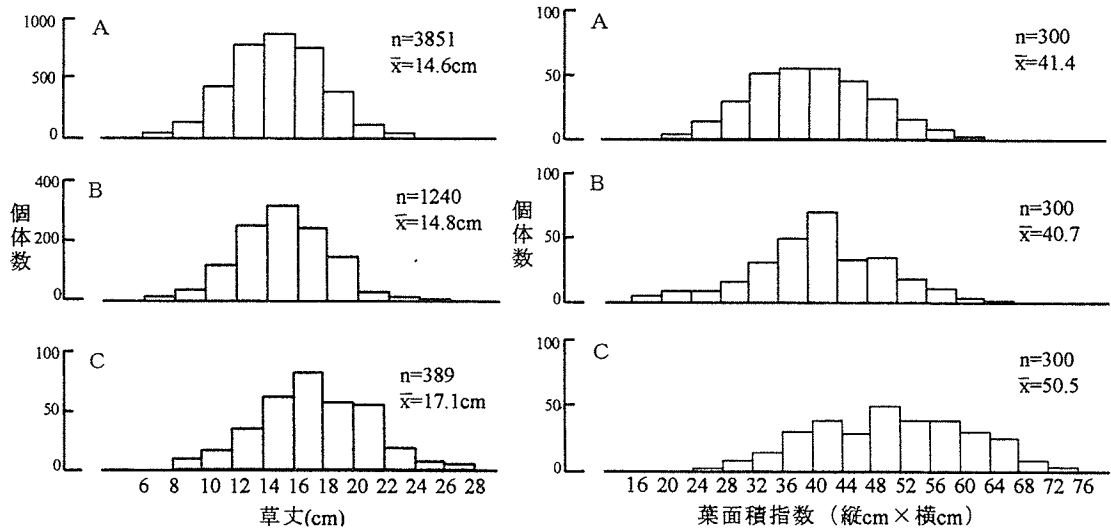 1000
500
0
A
n=3851
x̄=14.6cm
400
200
0
B
n=1240
x̄=14.8cm
個体数
100
50
0
C
n=389
x̄=17.1cm
6 8 10 12 14 16 18 20 22 24 26 28
草丈(cm)
100
50
0
A
n=300
x̄=41.4
100
50
0
B
n=300
x̄=40.7
個体数
100
50
0
C
n=300
x̄=50.5
16 20 24 28 32 36 40 44 48 52 56 60 64 68 72 76
葉面積指数（縦cm×横cm）